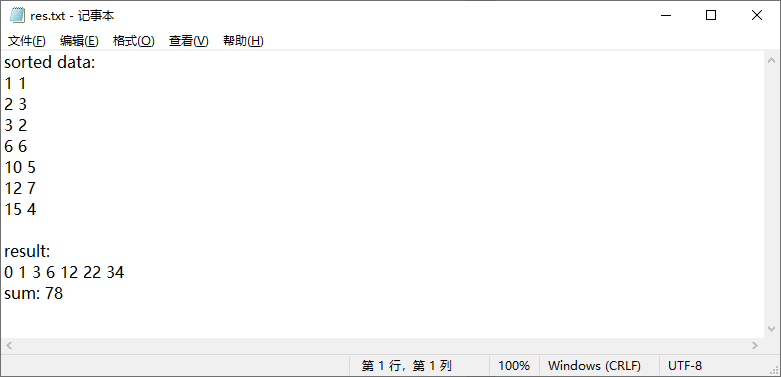 res.txt - 记事本
文件(F) 编辑(E) 格式(O) 查看(V) 帮助(H)
sorted data:
1 1
2 3
3 2
6 6
10 5
12 7
15 4
result:
0 1 3 6 12 22 34
sum: 78
第 1 行，第 1 列 100% Windows (CRLF) UTF-8